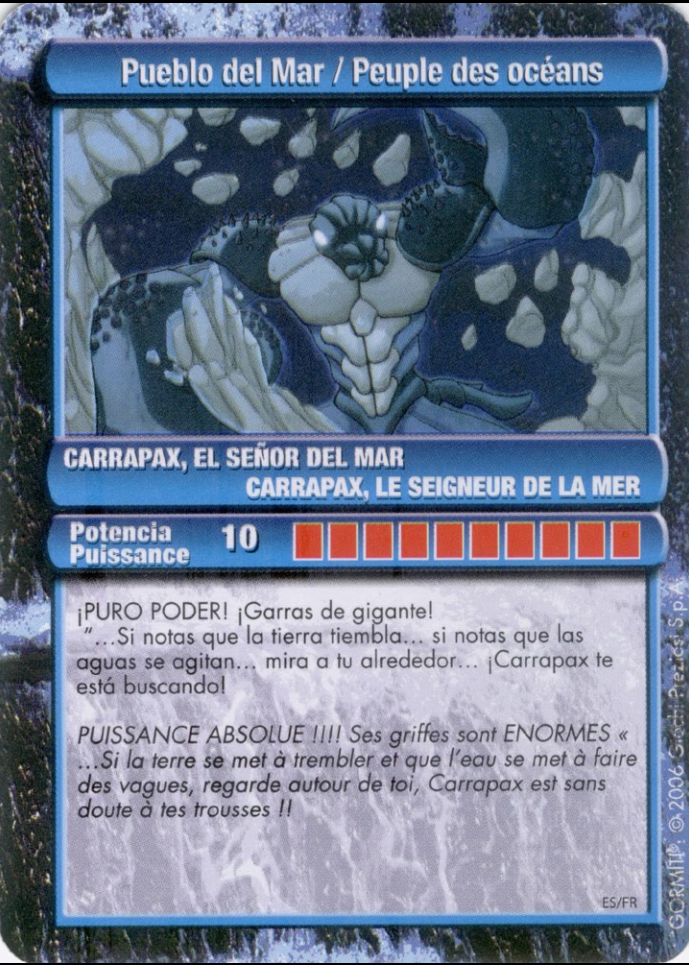 Pueblo del Mar / Peuple des océans
CARRAPAX, EL SEÑOR DEL MAR
CARRAPAX, LE SEIGNEUR DE LA MER
Potencia
Puissance
10
¡PURO PODER! ¡Garras de gigante!
“...Si notas que la tierra tiembla... si notas que las
aguas se agitan... mira a tu alrededor... ¡Carrapax te
está buscando!
PUISSANCE ABSOLUE !!!! Ses griffes sont ENORMES «
...Si la terre se met à trembler et que l’eau se met à faire
des vagues, regarde autour de toi, Carrapax est sans
doute à tes trousses !!
ES/FR
GORMITI® © 2006 Giochi Preziosi S.p.A.